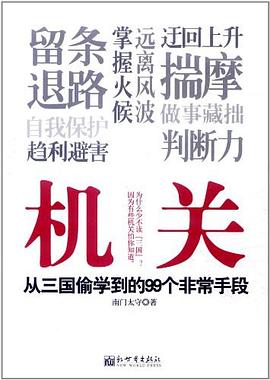 留条
退路
自我保护
趋利避害
掌握火候
远离风波
迂回上升
揣摩
做事藏拙
判断力
机关
为什么少不读「三国」?
因为有些机关怕你知道。
从三国偷学到的99个非常手段
南门太守◎著
新世界出版社